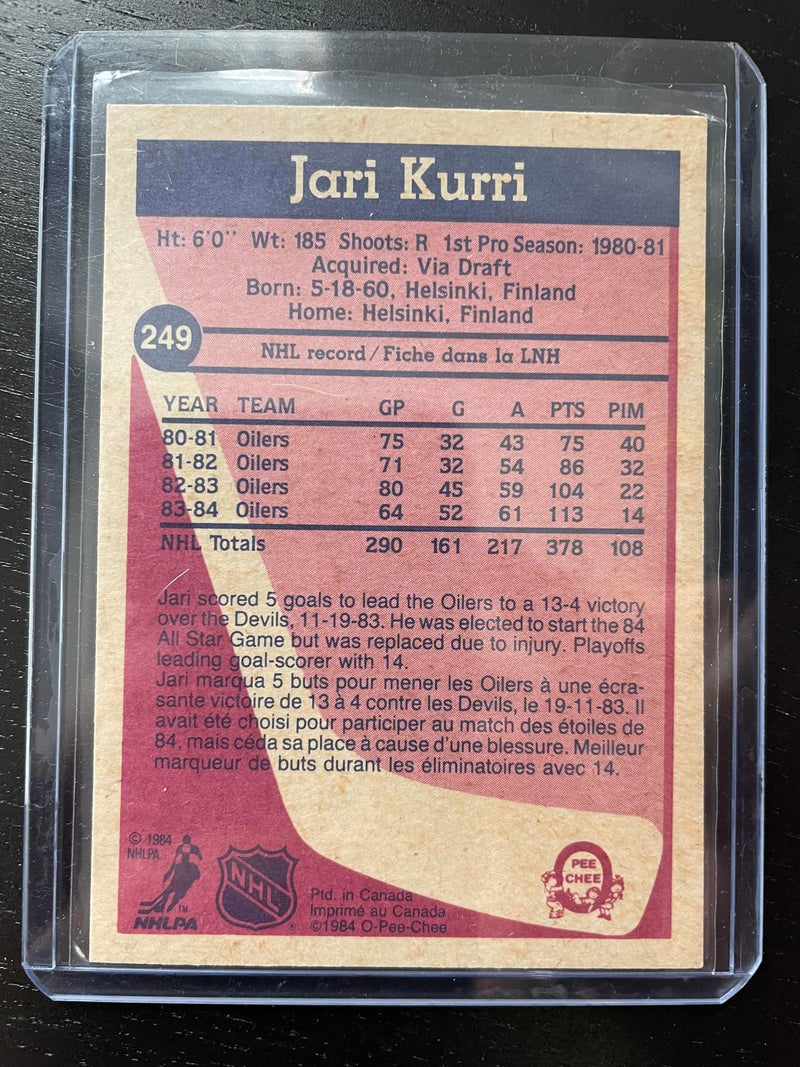 Jari Kurri
Ht: 6'0'' Wt: 185 Shoots: R 1st Pro Season: 1980-81
Acquired: Via Draft
Born: 5-18-60, Helsinki, Finland
Home: Helsinki, Finland
249
NHL record/Fiche dans la LNH
YEAR TEAM GP G A PTS PIM
80-81 Oilers 75 32 43 75 40
81-82 Oilers 71 32 54 86 32
82-83 Oilers 80 45 59 104 22
83-84 Oilers 64 52 61 113 14
NHL Totals 290 161 217 378 108
Jari scored 5 goals to lead the Oilers to a 13-4 victory
over the Devils, 11-19-83. He was elected to start the 84
All Star Game but was replaced due to injury. Playoffs
leading goal-scorer with 14.
Jari marqua 5 buts pour mener les Oilers à une écra-
sante victoire de 13 à 4 contre les Devils, le 19-11-83. Il
avait été choisi pour participer au match des étoiles de
84, mais céda sa place à cause d'une blessure. Meilleur
marqueur de buts durant les éliminatoires avec 14.
© 1984
NHLPA
TM
NHLPA
NHL
Ptd. in Canada
Imprimé au Canada
©1984 O-Pee-Chee
O
PEE
CHEE